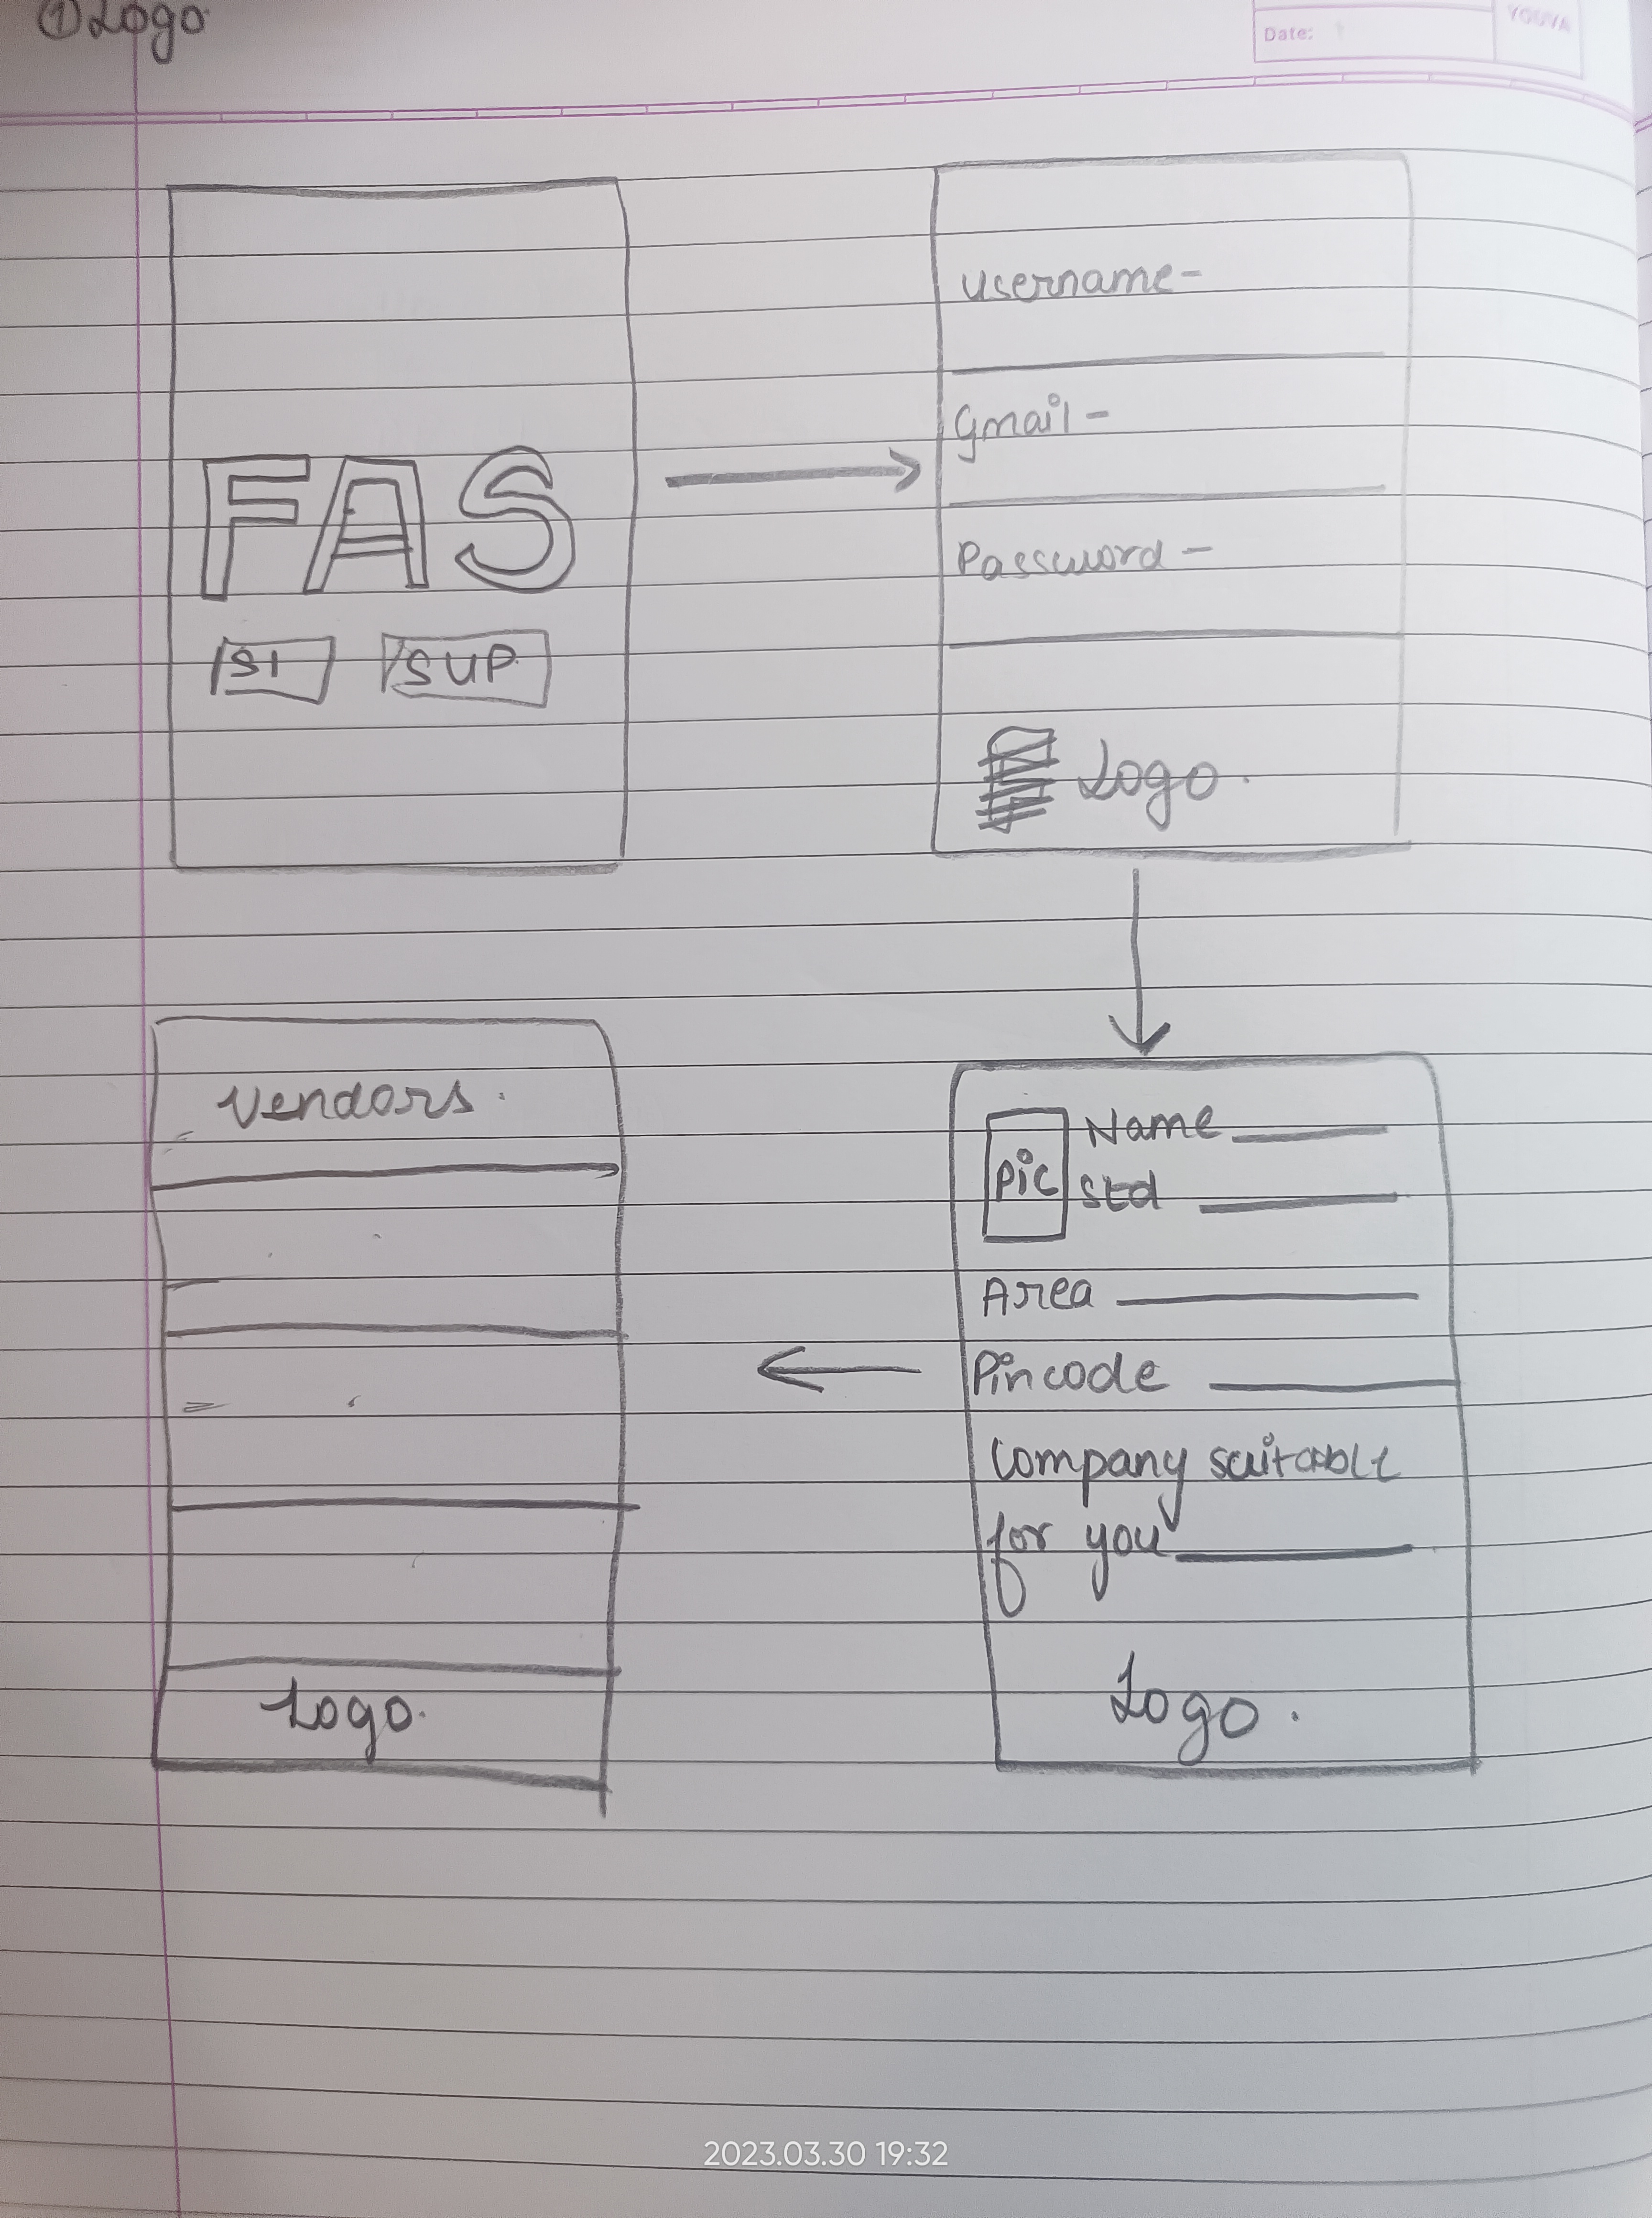 ① Logo
Date:
YOUVA
FAS
SI SUP
Username-
Gmail -
Password -
Logo.
Pic
Name
Std
Area
Pincode
Company suitable
for you
Logo.
Vendors.
Logo.
2023.03.30 19:32